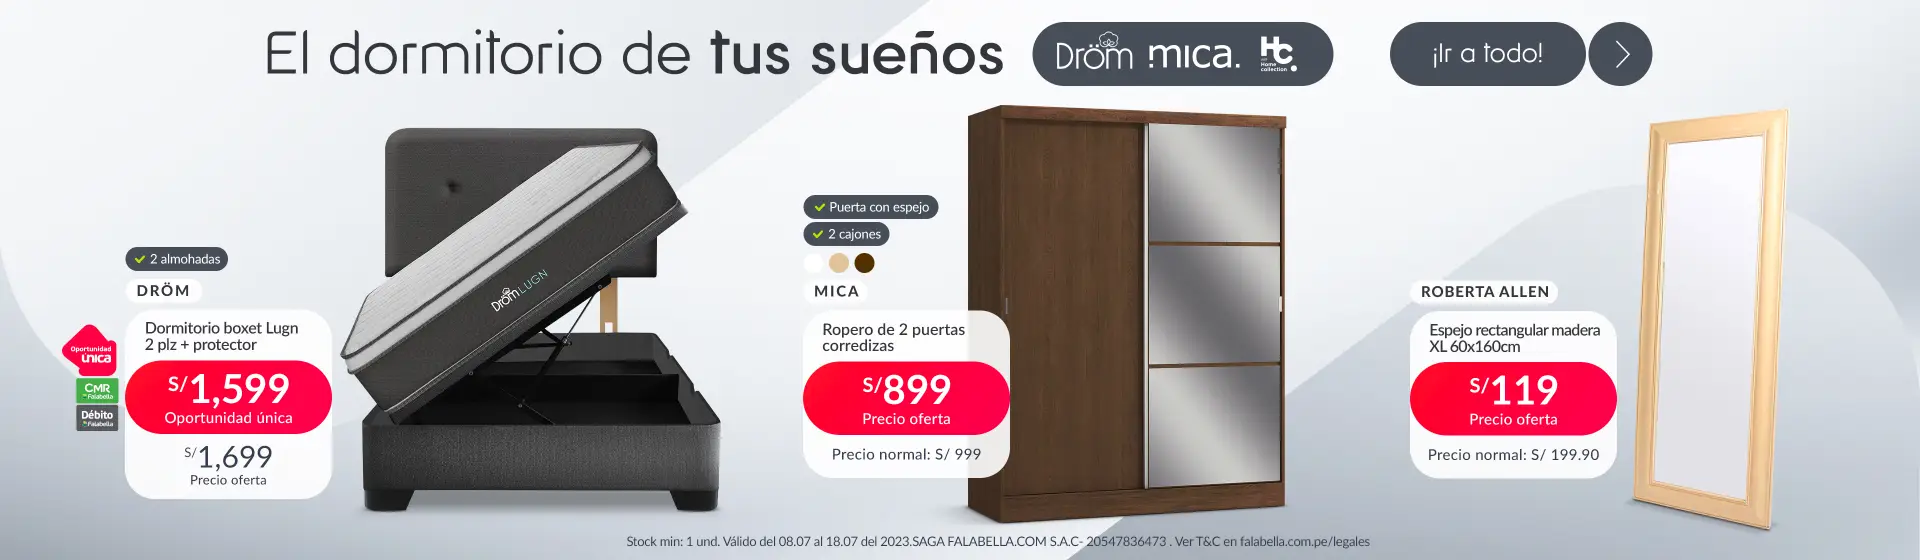 El dormitorio de tus sueños
Dröm mica. HC. and Home collection
¡Ir a todo!
2 almohadas
DRÖM
Dormitorio boxet Lugn
2 plz + protector
Oportunidad
única
CMR
Falabella
Débito
Falabella
S/1,599
Oportunidad única
S/1,699
Precio oferta
Dröm LUGN
Puerta con espejo
2 cajones
MICA
Ropero de 2 puertas
corredizas
S/899
Precio oferta
Precio normal: S/ 999
ROBERTA ALLEN
Espejo rectangular madera
XL 60x160cm
S/119
Precio oferta
Precio normal: S/ 199.90
Stock min: 1 und. Válido del 08.07 al 18.07 del 2023.SAGA FALABELLA.COM S.A.C- 20547836473 . Ver T&C en falabella.com.pe/legales